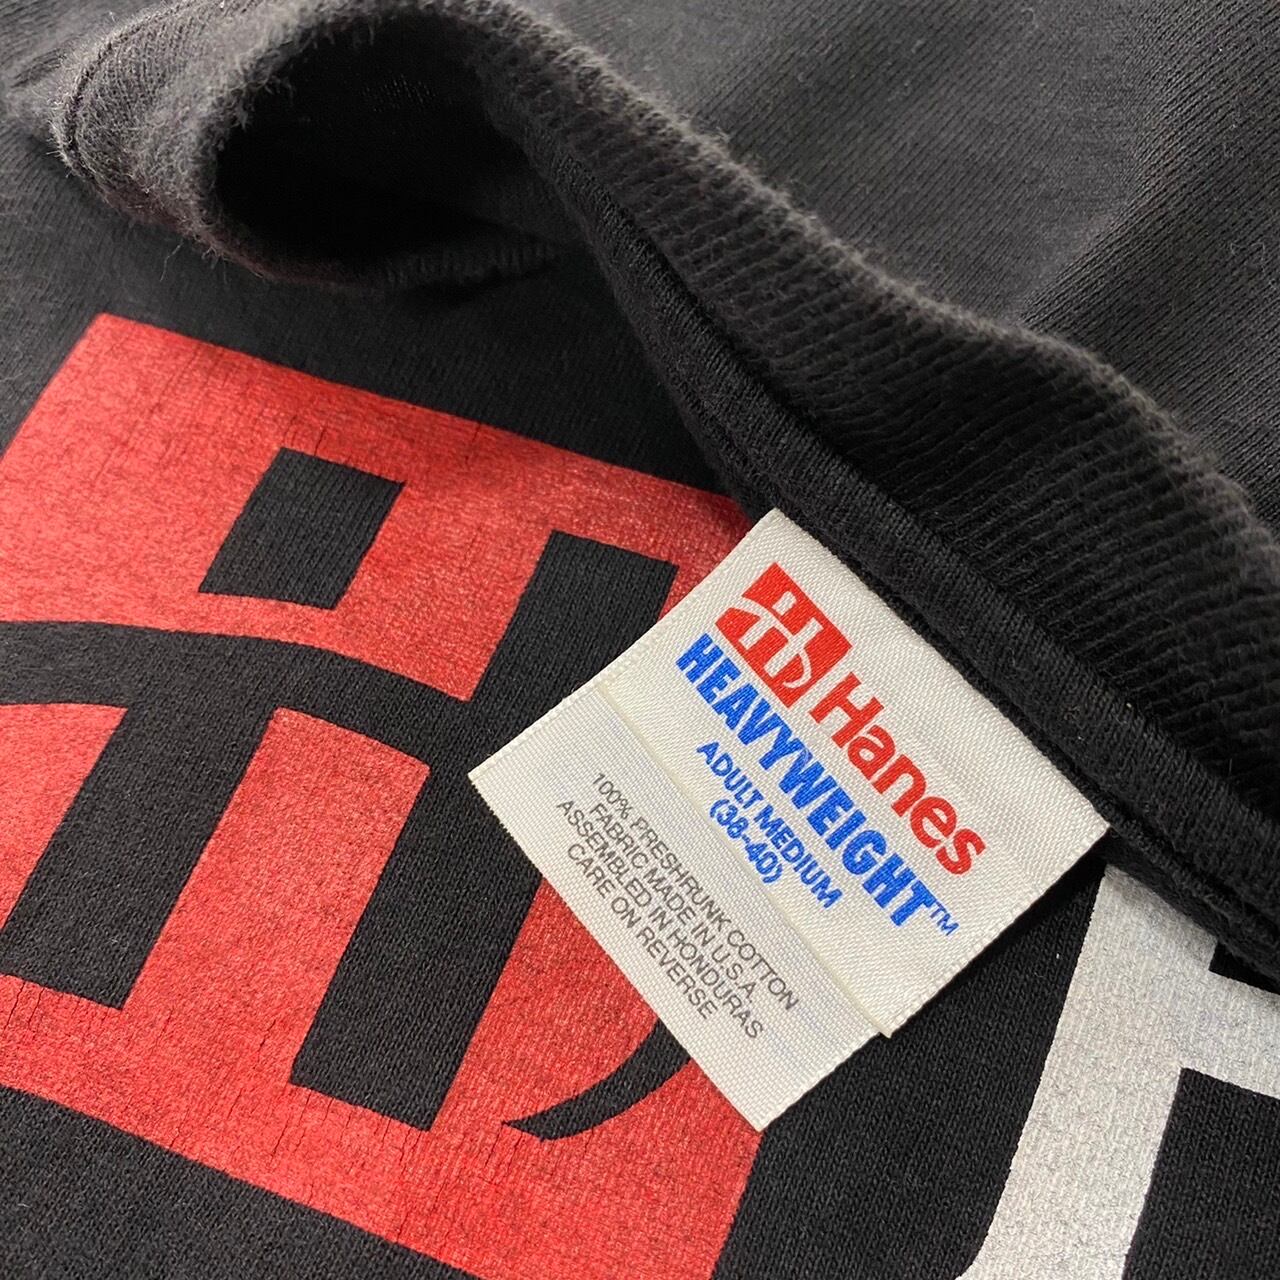 Hanes
HEAVYWEIGHT™
ADULT MEDIUM
(38-40)
100% PRESHRUNK COTTON
FABRIC MADE IN U.S.A.
ASSEMBLED IN HONDURAS
CARE ON REVERSE